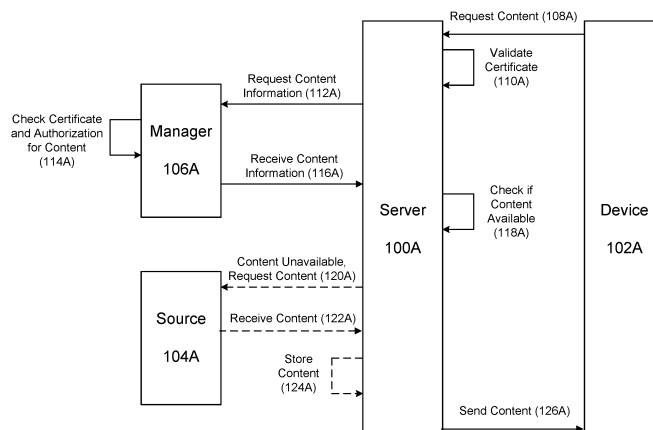 Request Content (108A)
Validate
Certificate
(110A)
Request Content
Information (112A)
Check Certificate
and Authorization
for Content
(114A)
Manager
106A
Receive Content
Information (116A)
Server
100A
Check if
Content
Available
(118A)
Device
102A
Content Unavailable,
Request Content (120A)
Source
104A
Receive Content (122A)
Store
Content
(124A)
Send Content (126A)